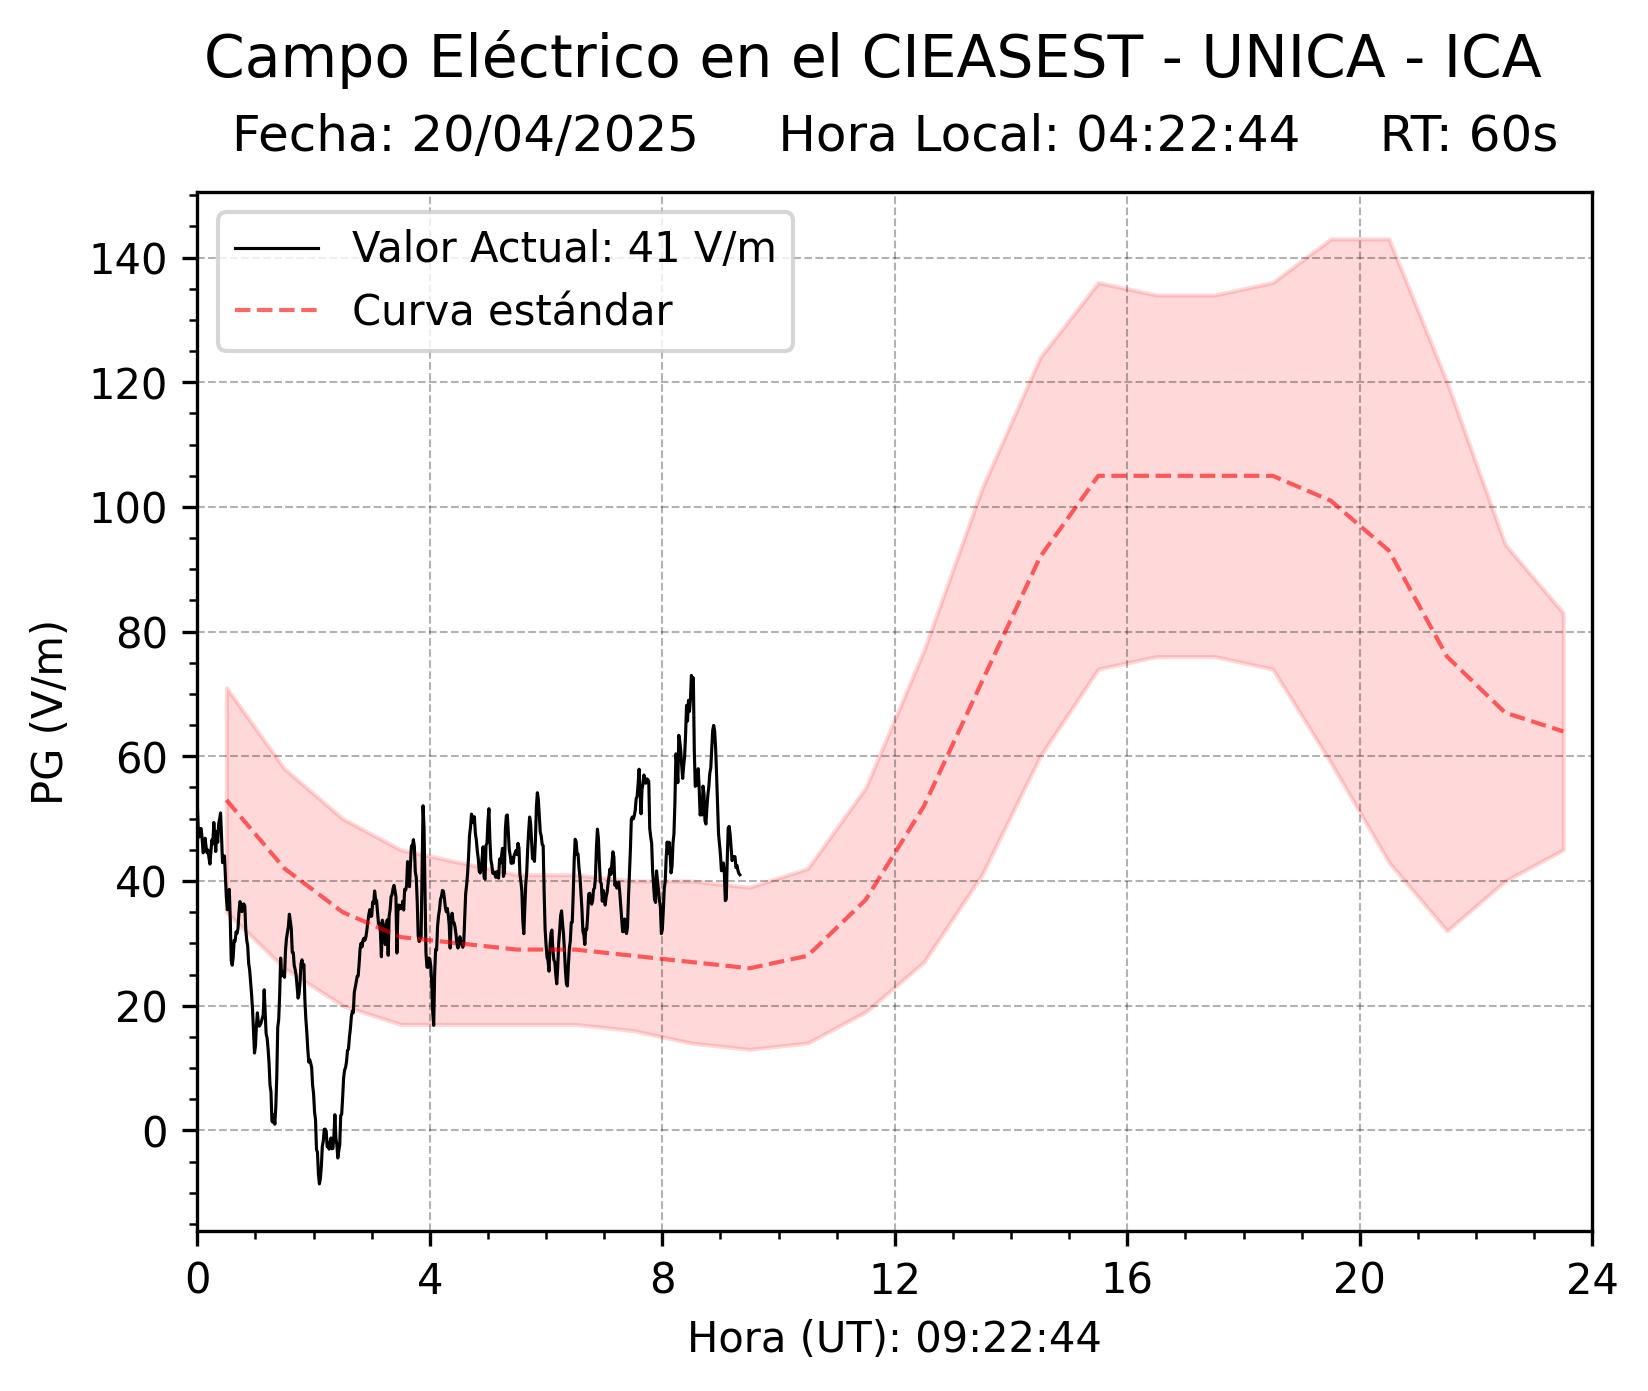 Campo Eléctrico en el CIEASEST - UNICA - ICA
Fecha: 20/04/2025 Hora Local: 04:22:44 RT: 60s
Valor Actual: 41 V/m
Curva estándar
140
120
100
80
60
40
20
0
PG (V/m)
0 4 8 12 16 20 24
Hora (UT): 09:22:44